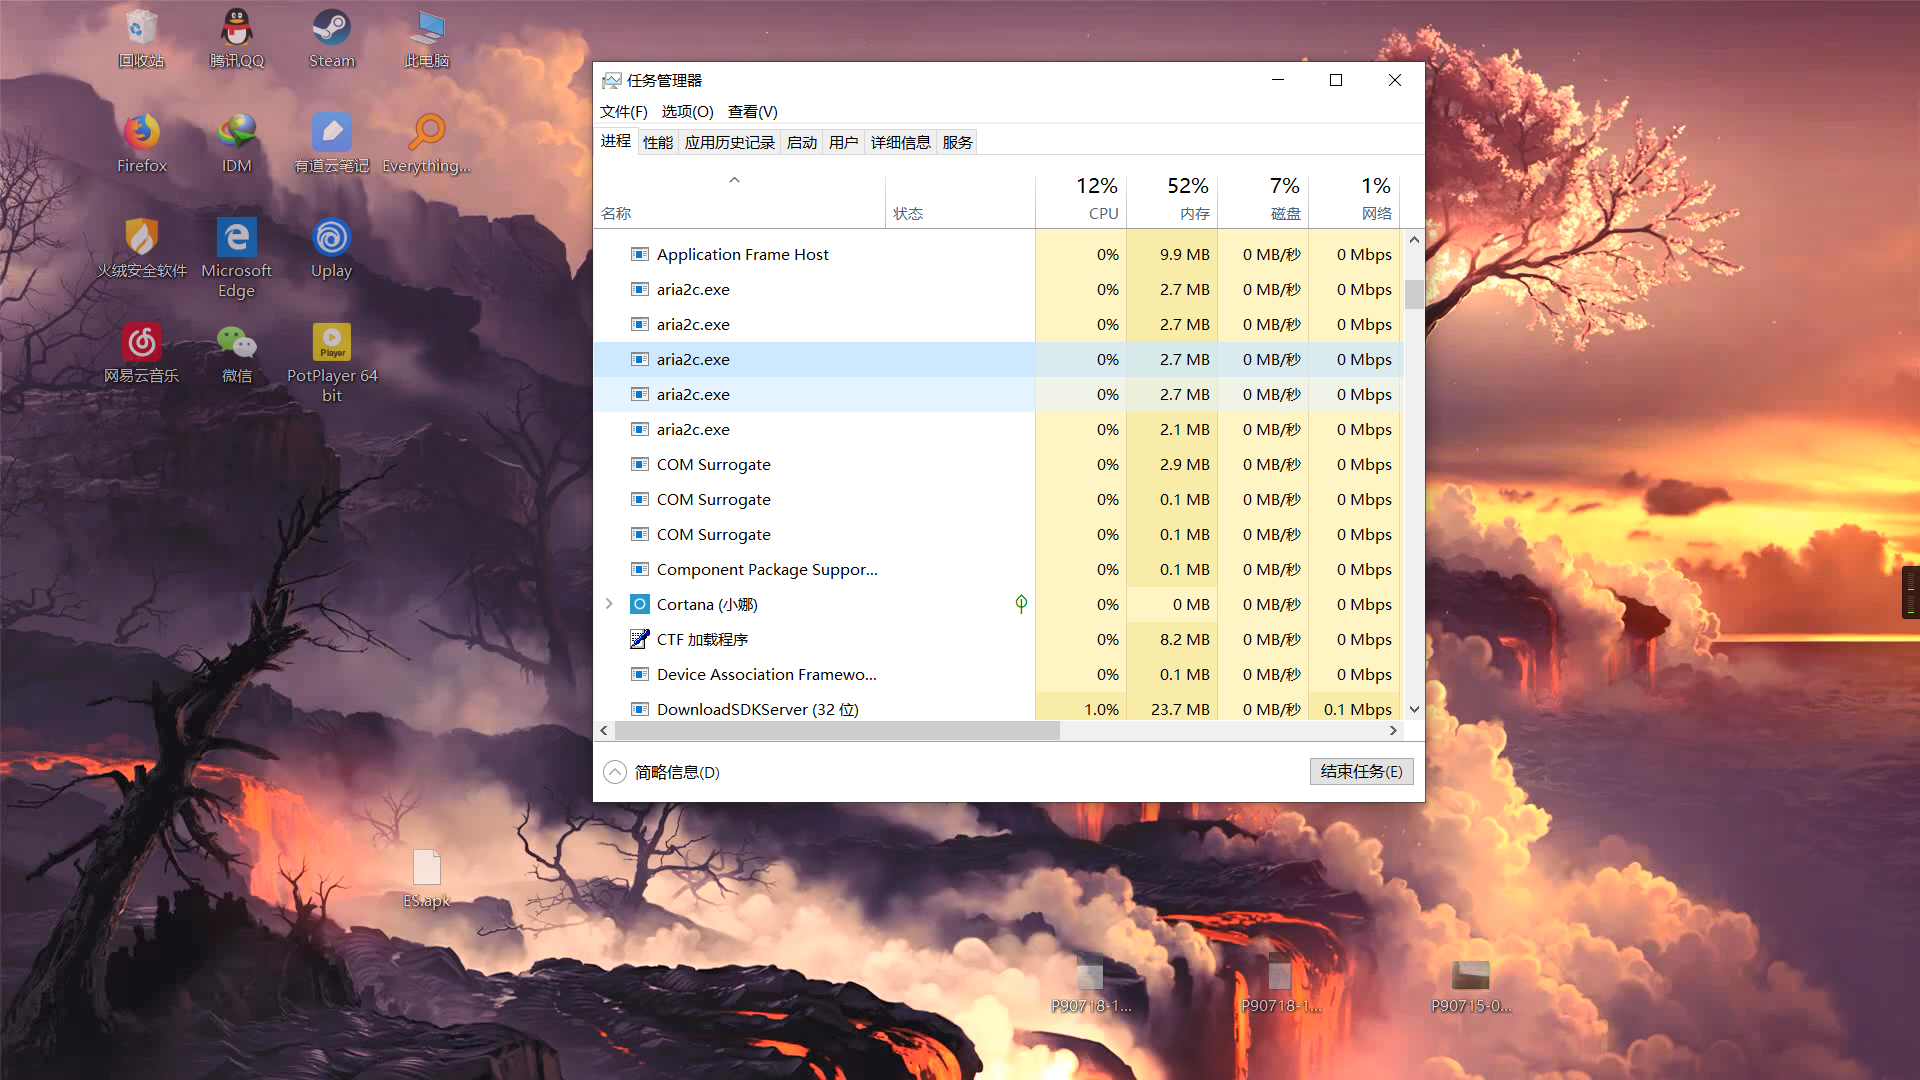 回收站
腾讯QQ
Steam
此电脑
Firefox
IDM
有道云笔记
Everything...
火绒安全软件
Microsoft
Edge
Uplay
网易云音乐
微信
Player
PotPlayer 64
bit
ES.apk
P90718-1...
P90718-1...
P90715-0...
任务管理器
文件(F) 选项(O) 查看(V)
进程 性能 应用历史记录 启动 用户 详细信息 服务
12% 52% 7% 1%
名称 状态 CPU 内存 磁盘 网络
Application Frame Host 0% 9.9 MB 0 MB/秒 0 Mbps
aria2c.exe 0% 2.7 MB 0 MB/秒 0 Mbps
aria2c.exe 0% 2.7 MB 0 MB/秒 0 Mbps
aria2c.exe 0% 2.7 MB 0 MB/秒 0 Mbps
aria2c.exe 0% 2.7 MB 0 MB/秒 0 Mbps
aria2c.exe 0% 2.1 MB 0 MB/秒 0 Mbps
COM Surrogate 0% 2.9 MB 0 MB/秒 0 Mbps
COM Surrogate 0% 0.1 MB 0 MB/秒 0 Mbps
COM Surrogate 0% 0.1 MB 0 MB/秒 0 Mbps
Component Package Suppor... 0% 0.1 MB 0 MB/秒 0 Mbps
Cortana (小娜) 0% 0 MB 0 MB/秒 0 Mbps
CTF 加载程序 0% 8.2 MB 0 MB/秒 0 Mbps
Device Association Framewo... 0% 0.1 MB 0 MB/秒 0 Mbps
DownloadSDKServer (32 位) 1.0% 23.7 MB 0 MB/秒 0.1 Mbps
简略信息(D)
结束任务(E)